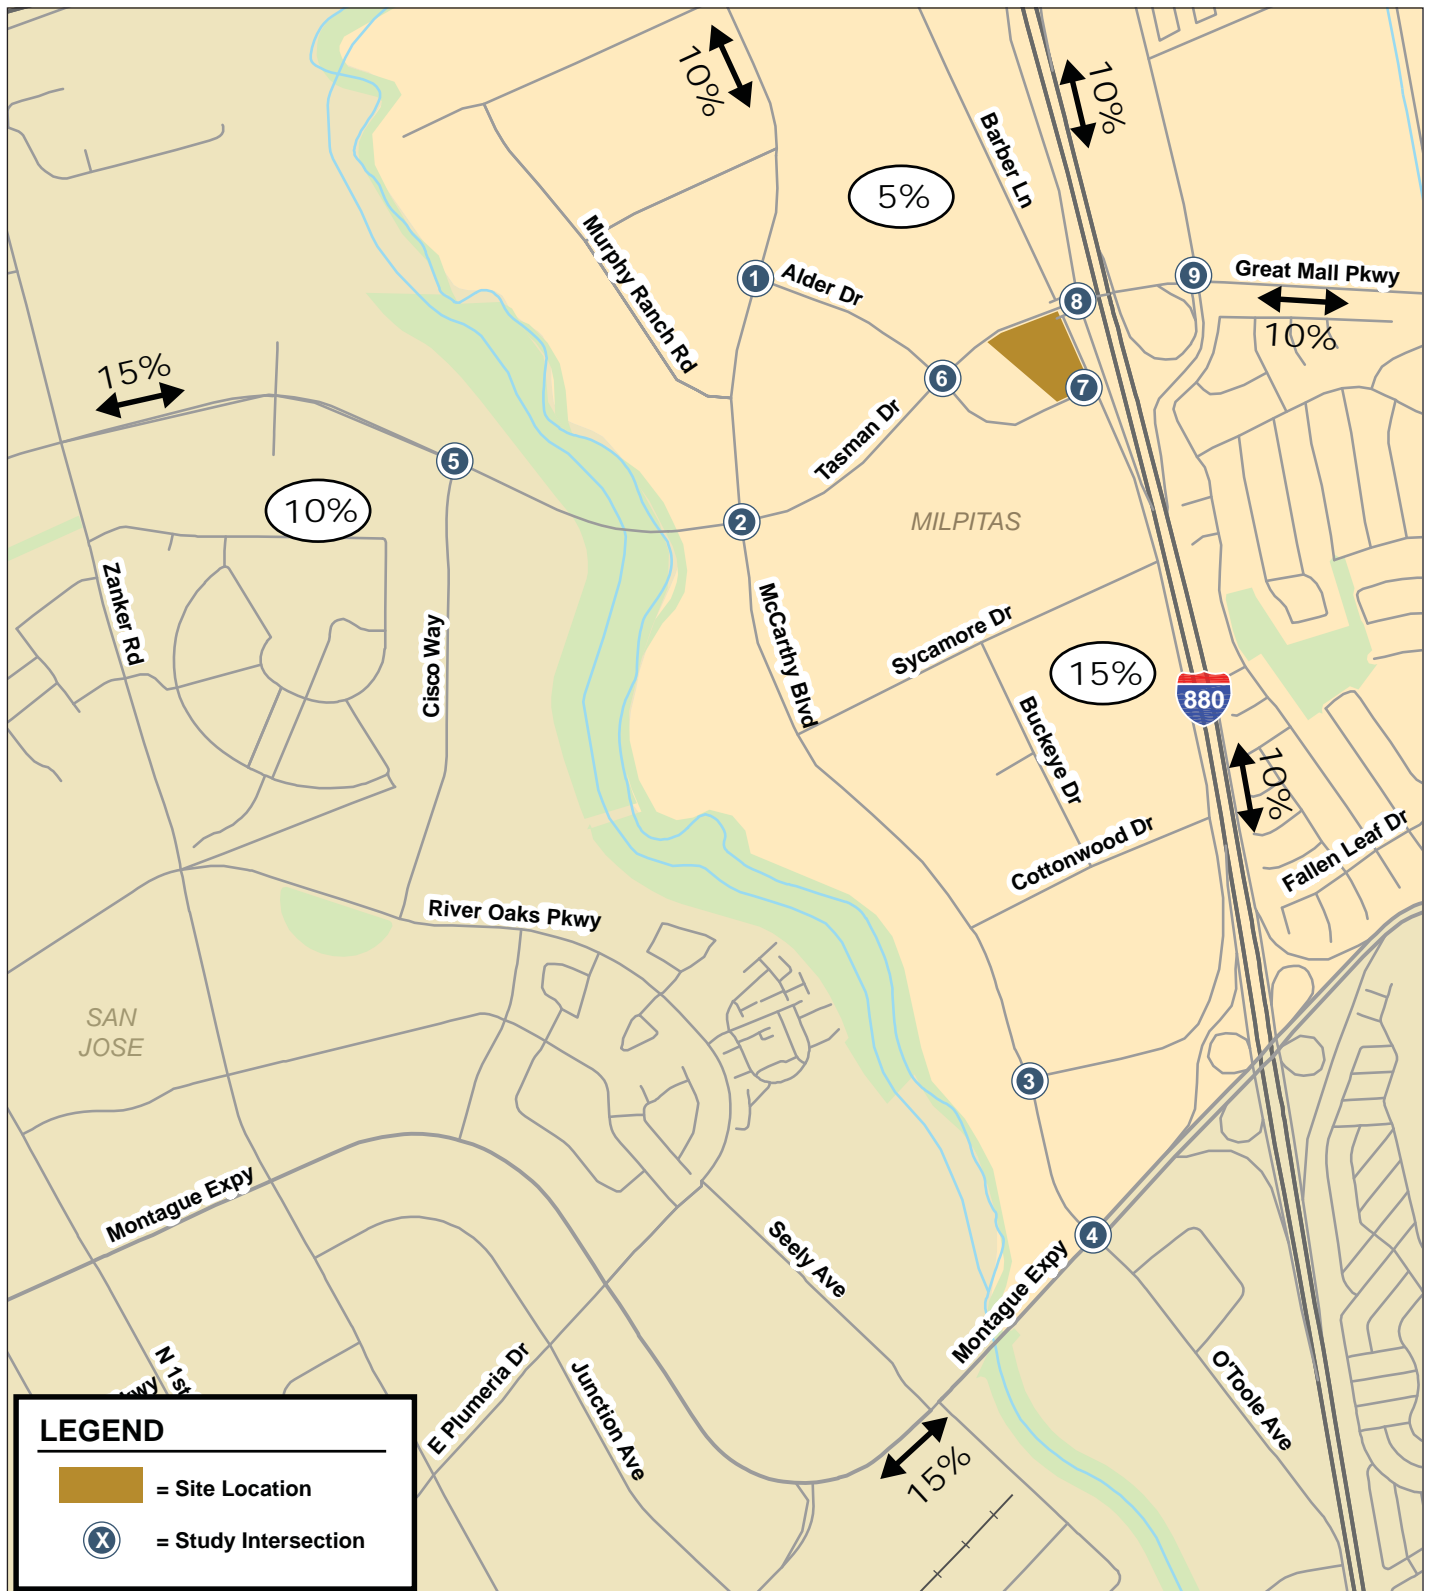 10%
10%
Barber Ln
5%
Murphy Ranch Rd
1
Alder Dr
8
9
Great Mall Pkwy
10%
15%
6
7
Tasman Dr
5
10%
2
MILPITAS
Zanker Rd
Cisco Way
McCarthy Blvd
Sycamore Dr
15%
880
Buckeye Dr
10%
Cottonwood Dr
Fallen Leaf Dr
River Oaks Pkwy
SAN
JOSE
3
Montague Expy
Seely Ave
4
Montague Expy
N 1st
kwy
E Plumeria Dr
Junction Ave
O'Toole Ave
15%
LEGEND
= Site Location
X
= Study Intersection